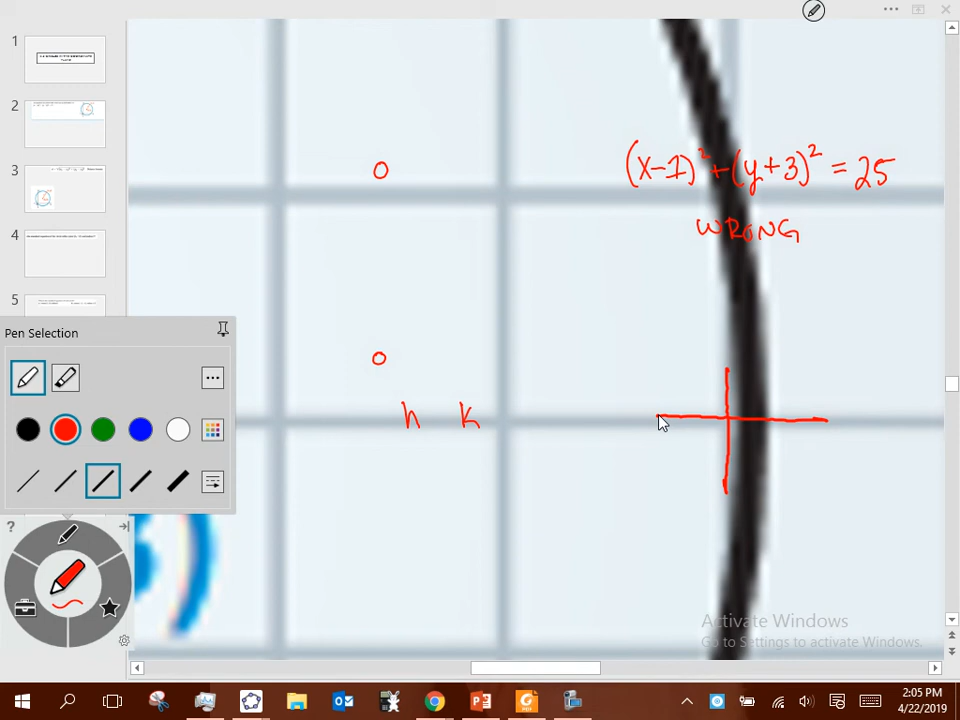 1
2
3
4
5
o
(x-1)² + (y+3)² = 25
WRONG
Pen Selection
o
h k
?
Activate Windows
Go to Settings to activate Windows.
2:05 PM
4/22/2019